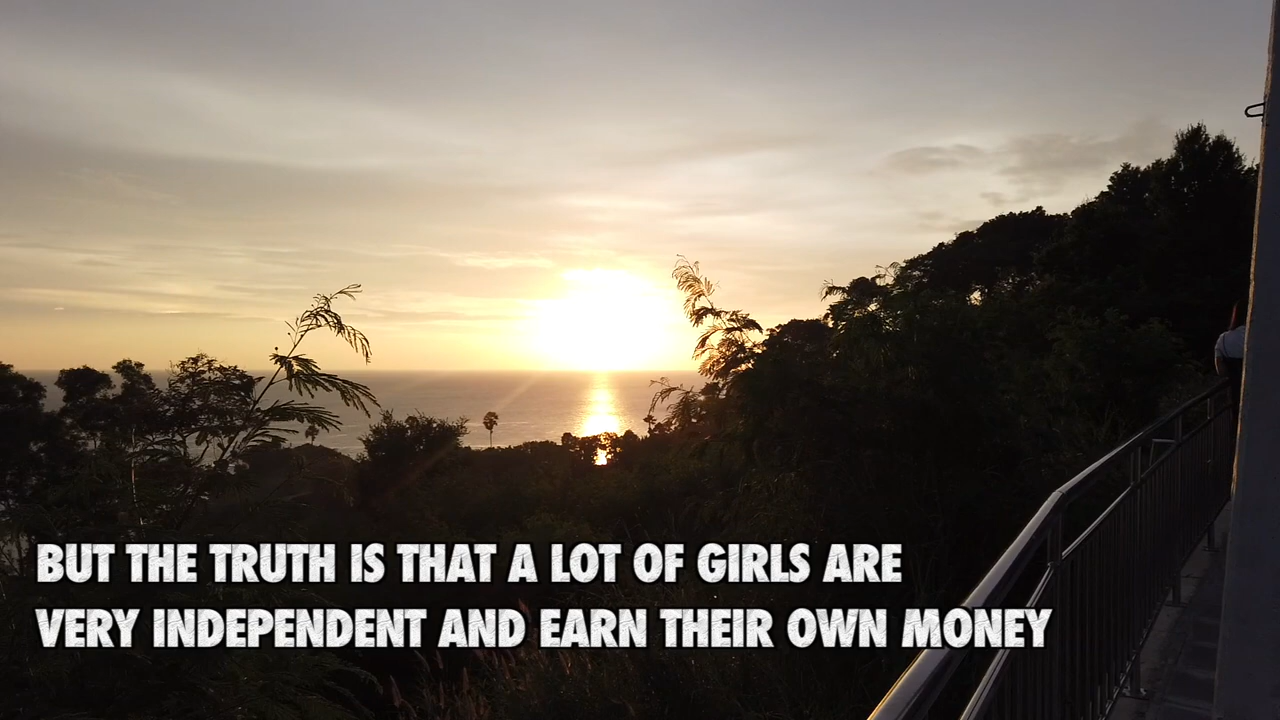 BUT THE TRUTH IS THAT A LOT OF GIRLS ARE
VERY INDEPENDENT AND EARN THEIR OWN MONEY